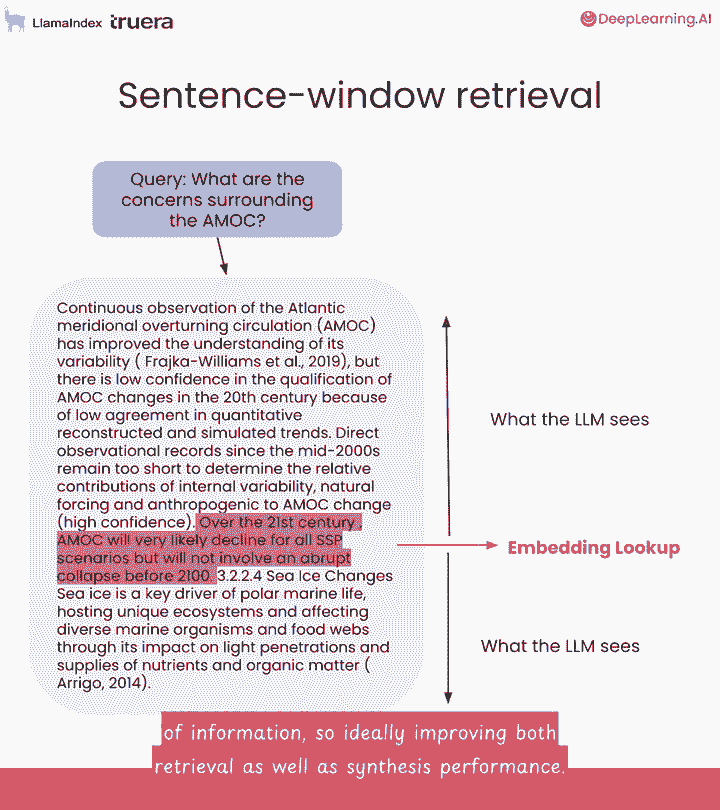 LlamaIndex truera
DeepLearning.AI
Sentence-window retrieval
Query: What are the
concerns surrounding
the AMOC?
Continuous observation of the Atlantic
meridional overturning circulation (AMOC)
has improved the understanding of its
variability ( Frajka-Williams et al., 2019), but
there is low confidence in the qualification of
AMOC changes in the 20th century because
of low agreement in quantitative
reconstructed and simulated trends. Direct
observational records since the mid-2000s
remain too short to determine the relative
contributions of internal variability, natural
forcing and anthropogenic to AMOC change
(high confidence). Over the 21st century ,
AMOC will very likely decline for all SSP
scenarios but will not involve an abrupt
collapse before 2100. 3.2.2.4 Sea Ice Changes
Sea ice is a key driver of polar marine life,
hosting unique ecosystems and affecting
diverse marine organisms and food webs
through its impact on light penetrations and
supplies of nutrients and organic matter (
Arrigo, 2014).
What the LLM sees
Embedding Lookup
What the LLM sees
of information, so ideally improving both
retrieval as well as synthesis performance.